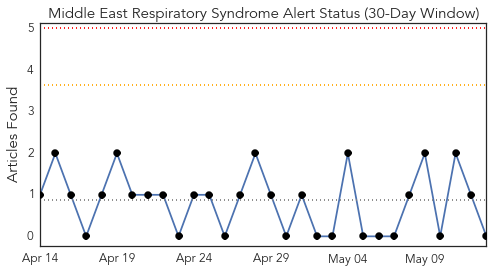 Middle East Respiratory Syndrome Alert Status (30-Day Window)
Articles Found
5
4
3
2
1
0
Apr 14
Apr 19
Apr 24
Apr 29
May 04
May 09